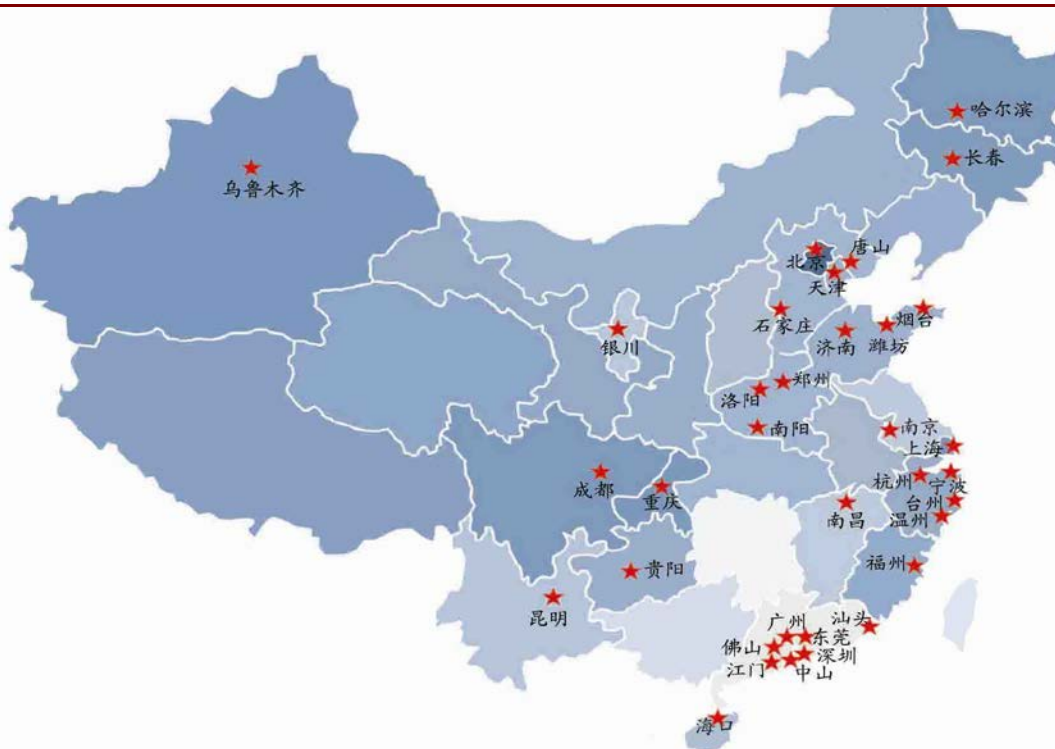 哈尔滨
长春
乌鲁木齐
唐山
北京
天津
烟台
石家庄
银川
济南
潍坊
郑州
洛阳
南阳
南京
上海
杭州
宁波
成都
重庆
台州
南昌
温州
福州
贵阳
昆明
广州
汕头
东莞
佛山
深圳
江门
中山
海口